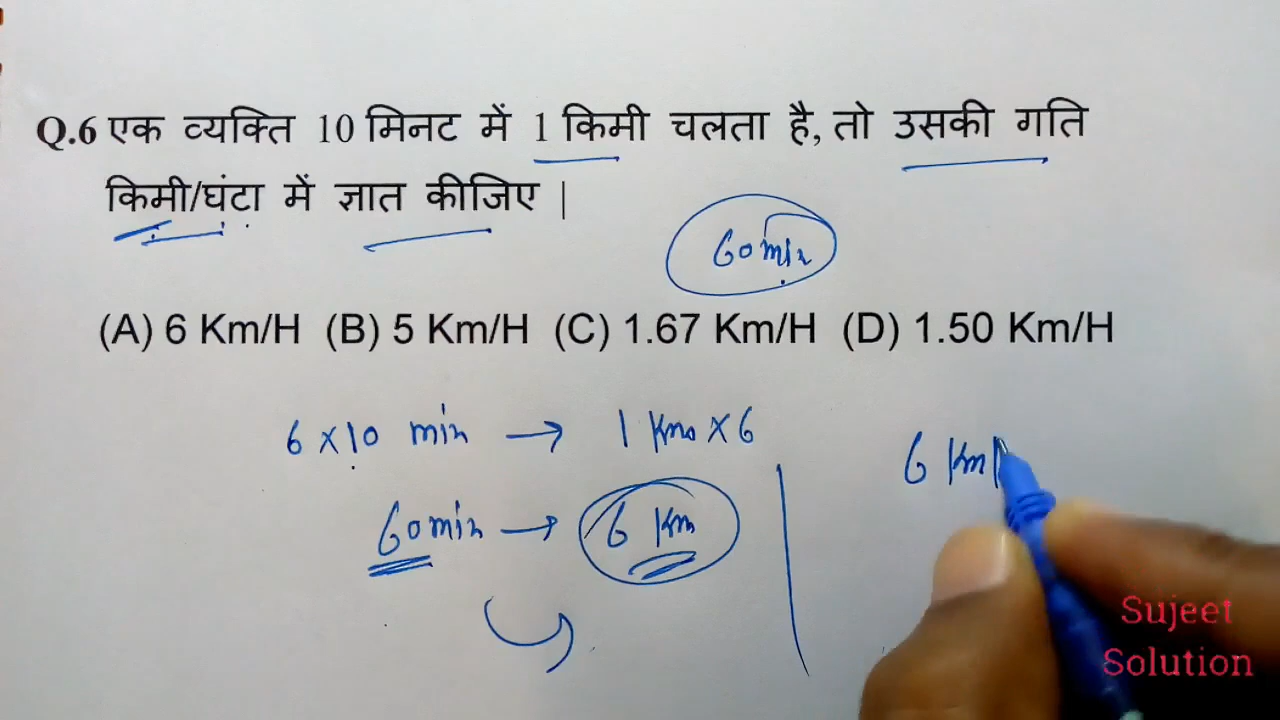 Q.6 एक व्यक्ति 10 मिनट में 1 किमी चलता है, तो उसकी गति
किमी/घंटा में ज्ञात कीजिए |
60 min
(A) 6 Km/H (B) 5 Km/H (C) 1.67 Km/H (D) 1.50 Km/H
6 × 10 min → 1 Km × 6
60 min → 6 Km
6 Km
Sujeet
Solution